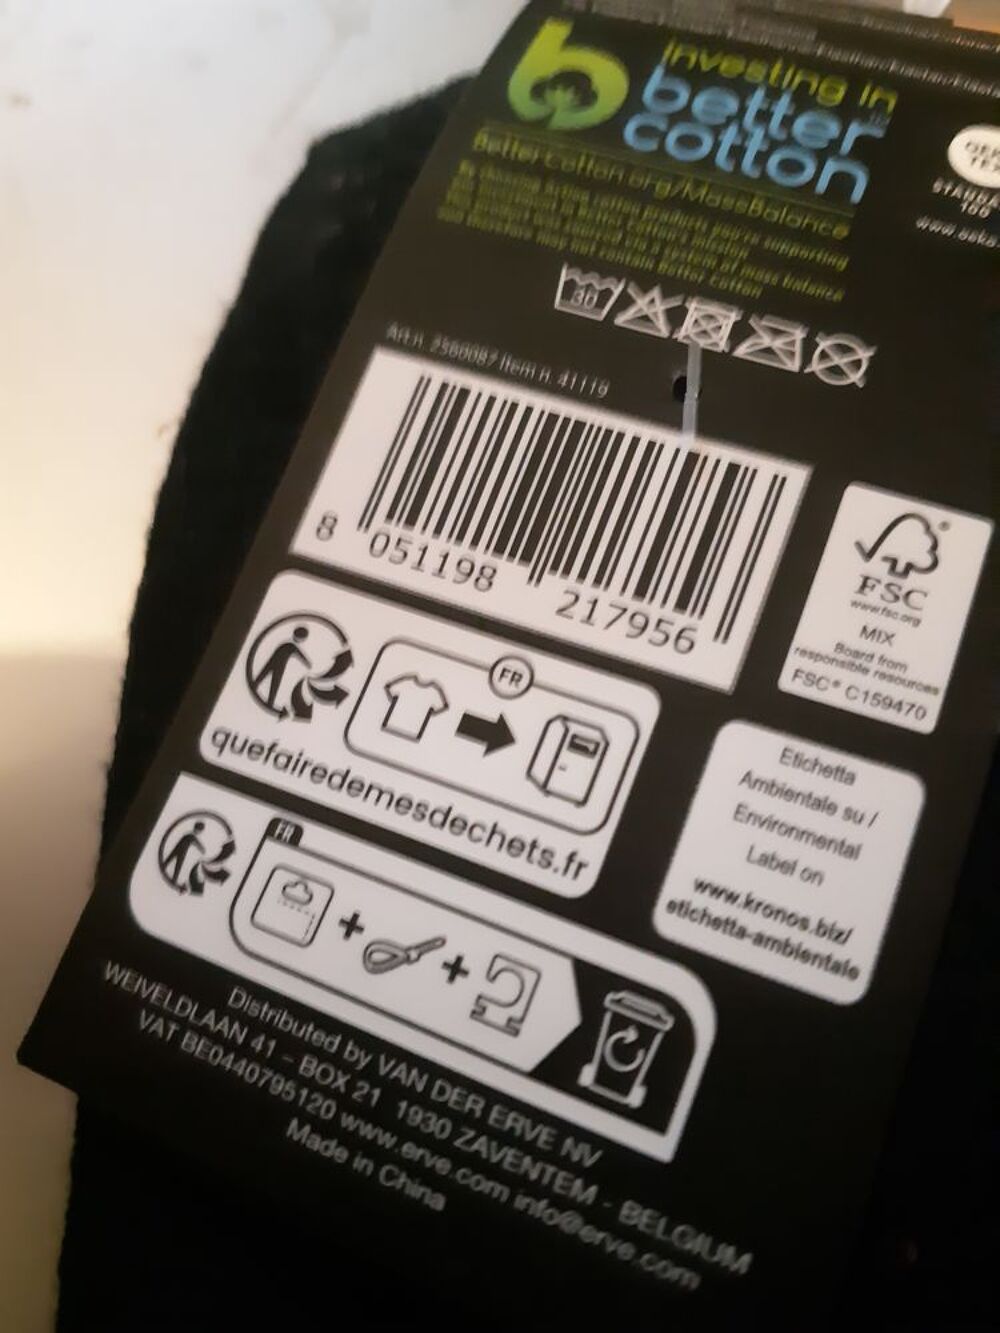 investing in
better
cotton
BetterCotton.org/MassBalance
STANDA
100
30
Art.n. 2580087 Item n. 41119
8 051198 217956
FSC
www.fsc.org
MIX
Board from
responsible resources
FSC® C159470
FR
quefairedemesdechets.fr
Etichetta
Ambientale su /
Environmental
Label on
www.kronos.biz/
etichetta-ambientale
FR
Distributed by VAN DER ERVE NV
WEIVELDLAAN 41 - BOX 21 1930 ZAVENTEM - BELGIUM
VAT BE0440795120 www.erve.com info@erve.com
Made in China